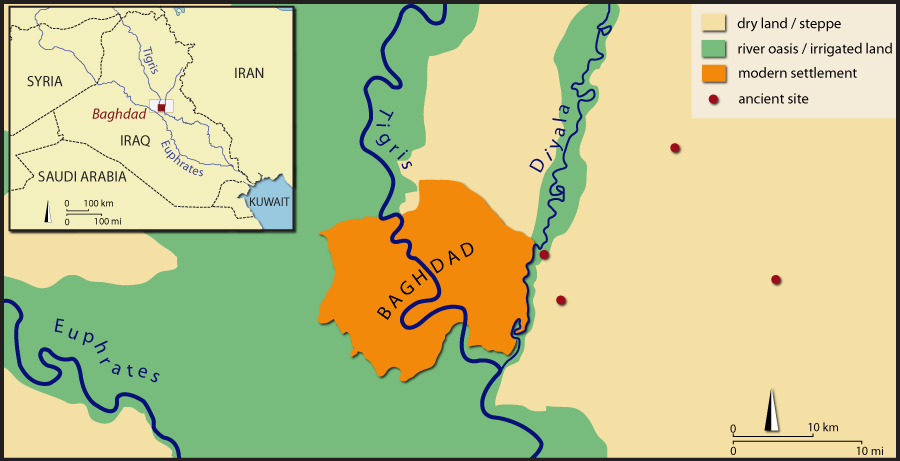 SYRIA
IRAN
Tigris
Baghdad
IRAQ
Euphrates
SAUDI ARABIA
KUWAIT
0 100 km
0 100 mi
dry land / steppe
river oasis / irrigated land
modern settlement
ancient site
Tigris
Diyala
BAGHDAD
Euphrates
0 10 km
0 10 mi